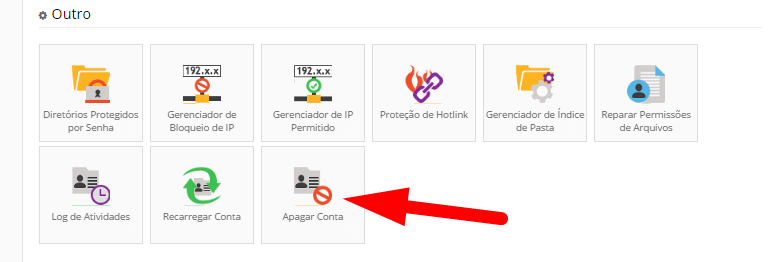 Outro
192.x.x
192.x.x
Diretórios Protegidos
por Senha
Gerenciador de
Bloqueio de IP
Gerenciador de IP
Permitido
Proteção de Hotlink
Gerenciador de Índice
de Pasta
Reparar Permissões
de Arquivos
Log de Atividades
Recarregar Conta
Apagar Conta